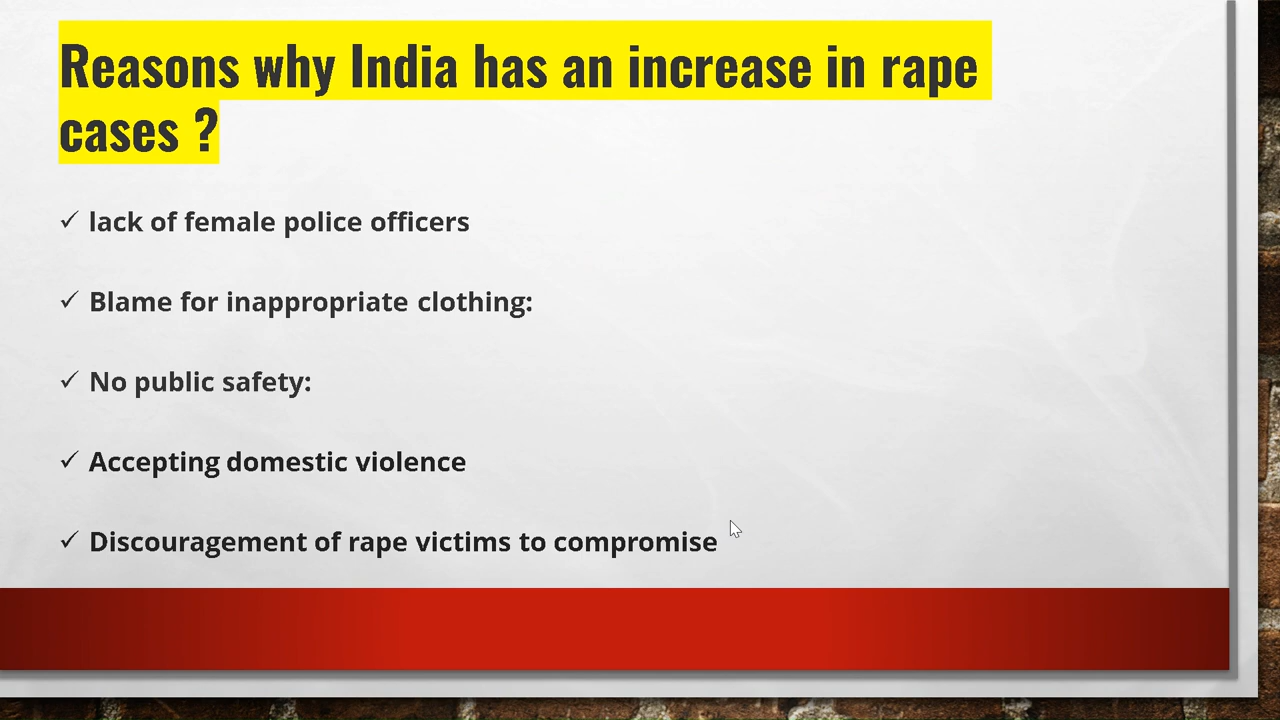 Reasons why India has an increase in rape
cases ?
✓ lack of female police officers
✓ Blame for inappropriate clothing:
✓ No public safety:
✓ Accepting domestic violence
✓ Discouragement of rape victims to compromise